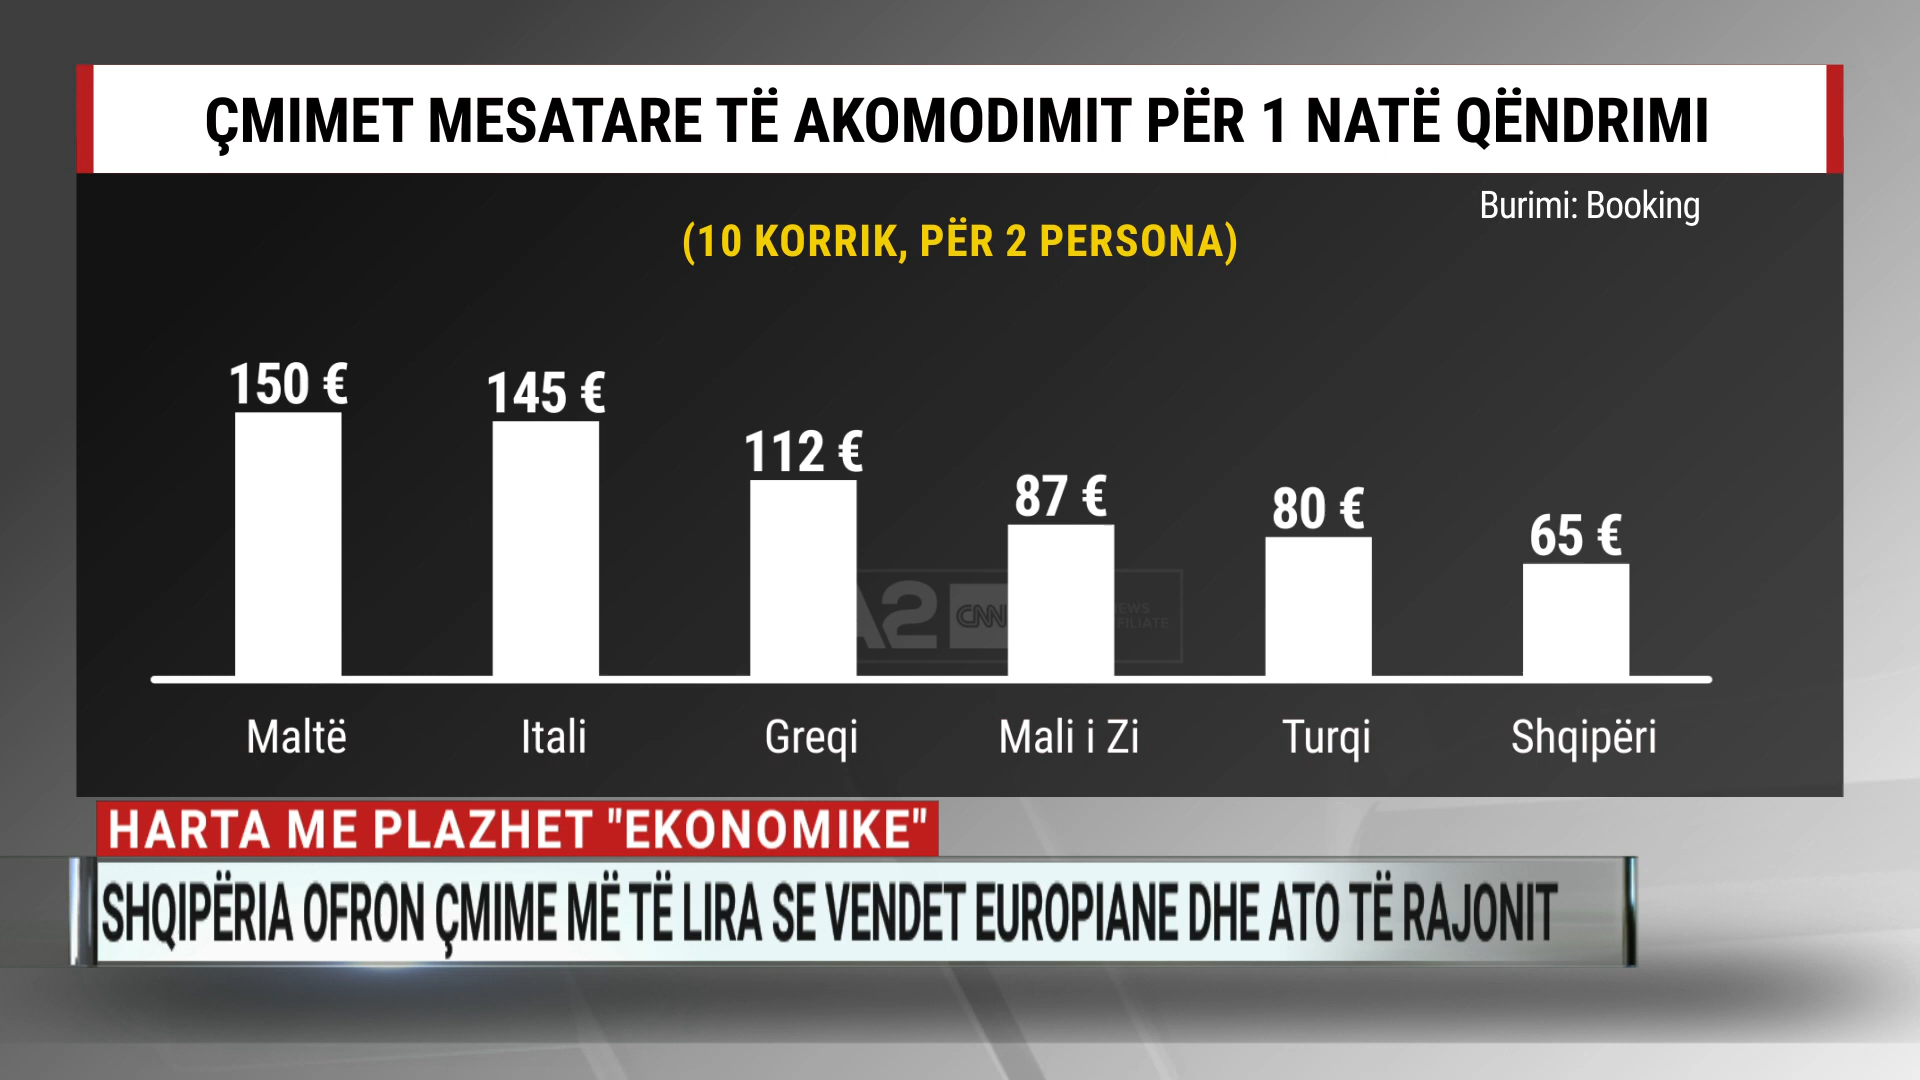 ÇMIMET MESATARE TË AKOMODIMIT PËR 1 NATË QËNDRIMI
Burimi: Booking
(10 KORRIK, PËR 2 PERSONA)
150 € 145 € 112 € 87 € 80 € 65 €
A2 CNN
Maltë Itali Greqi Mali i Zi Turqi Shqipëri
HARTA ME PLAZHET "EKONOMIKE"
SHQIPËRIA OFRON ÇMIME MË TË LIRA SE VENDET EUROPIANE DHE ATO TË RAJONIT